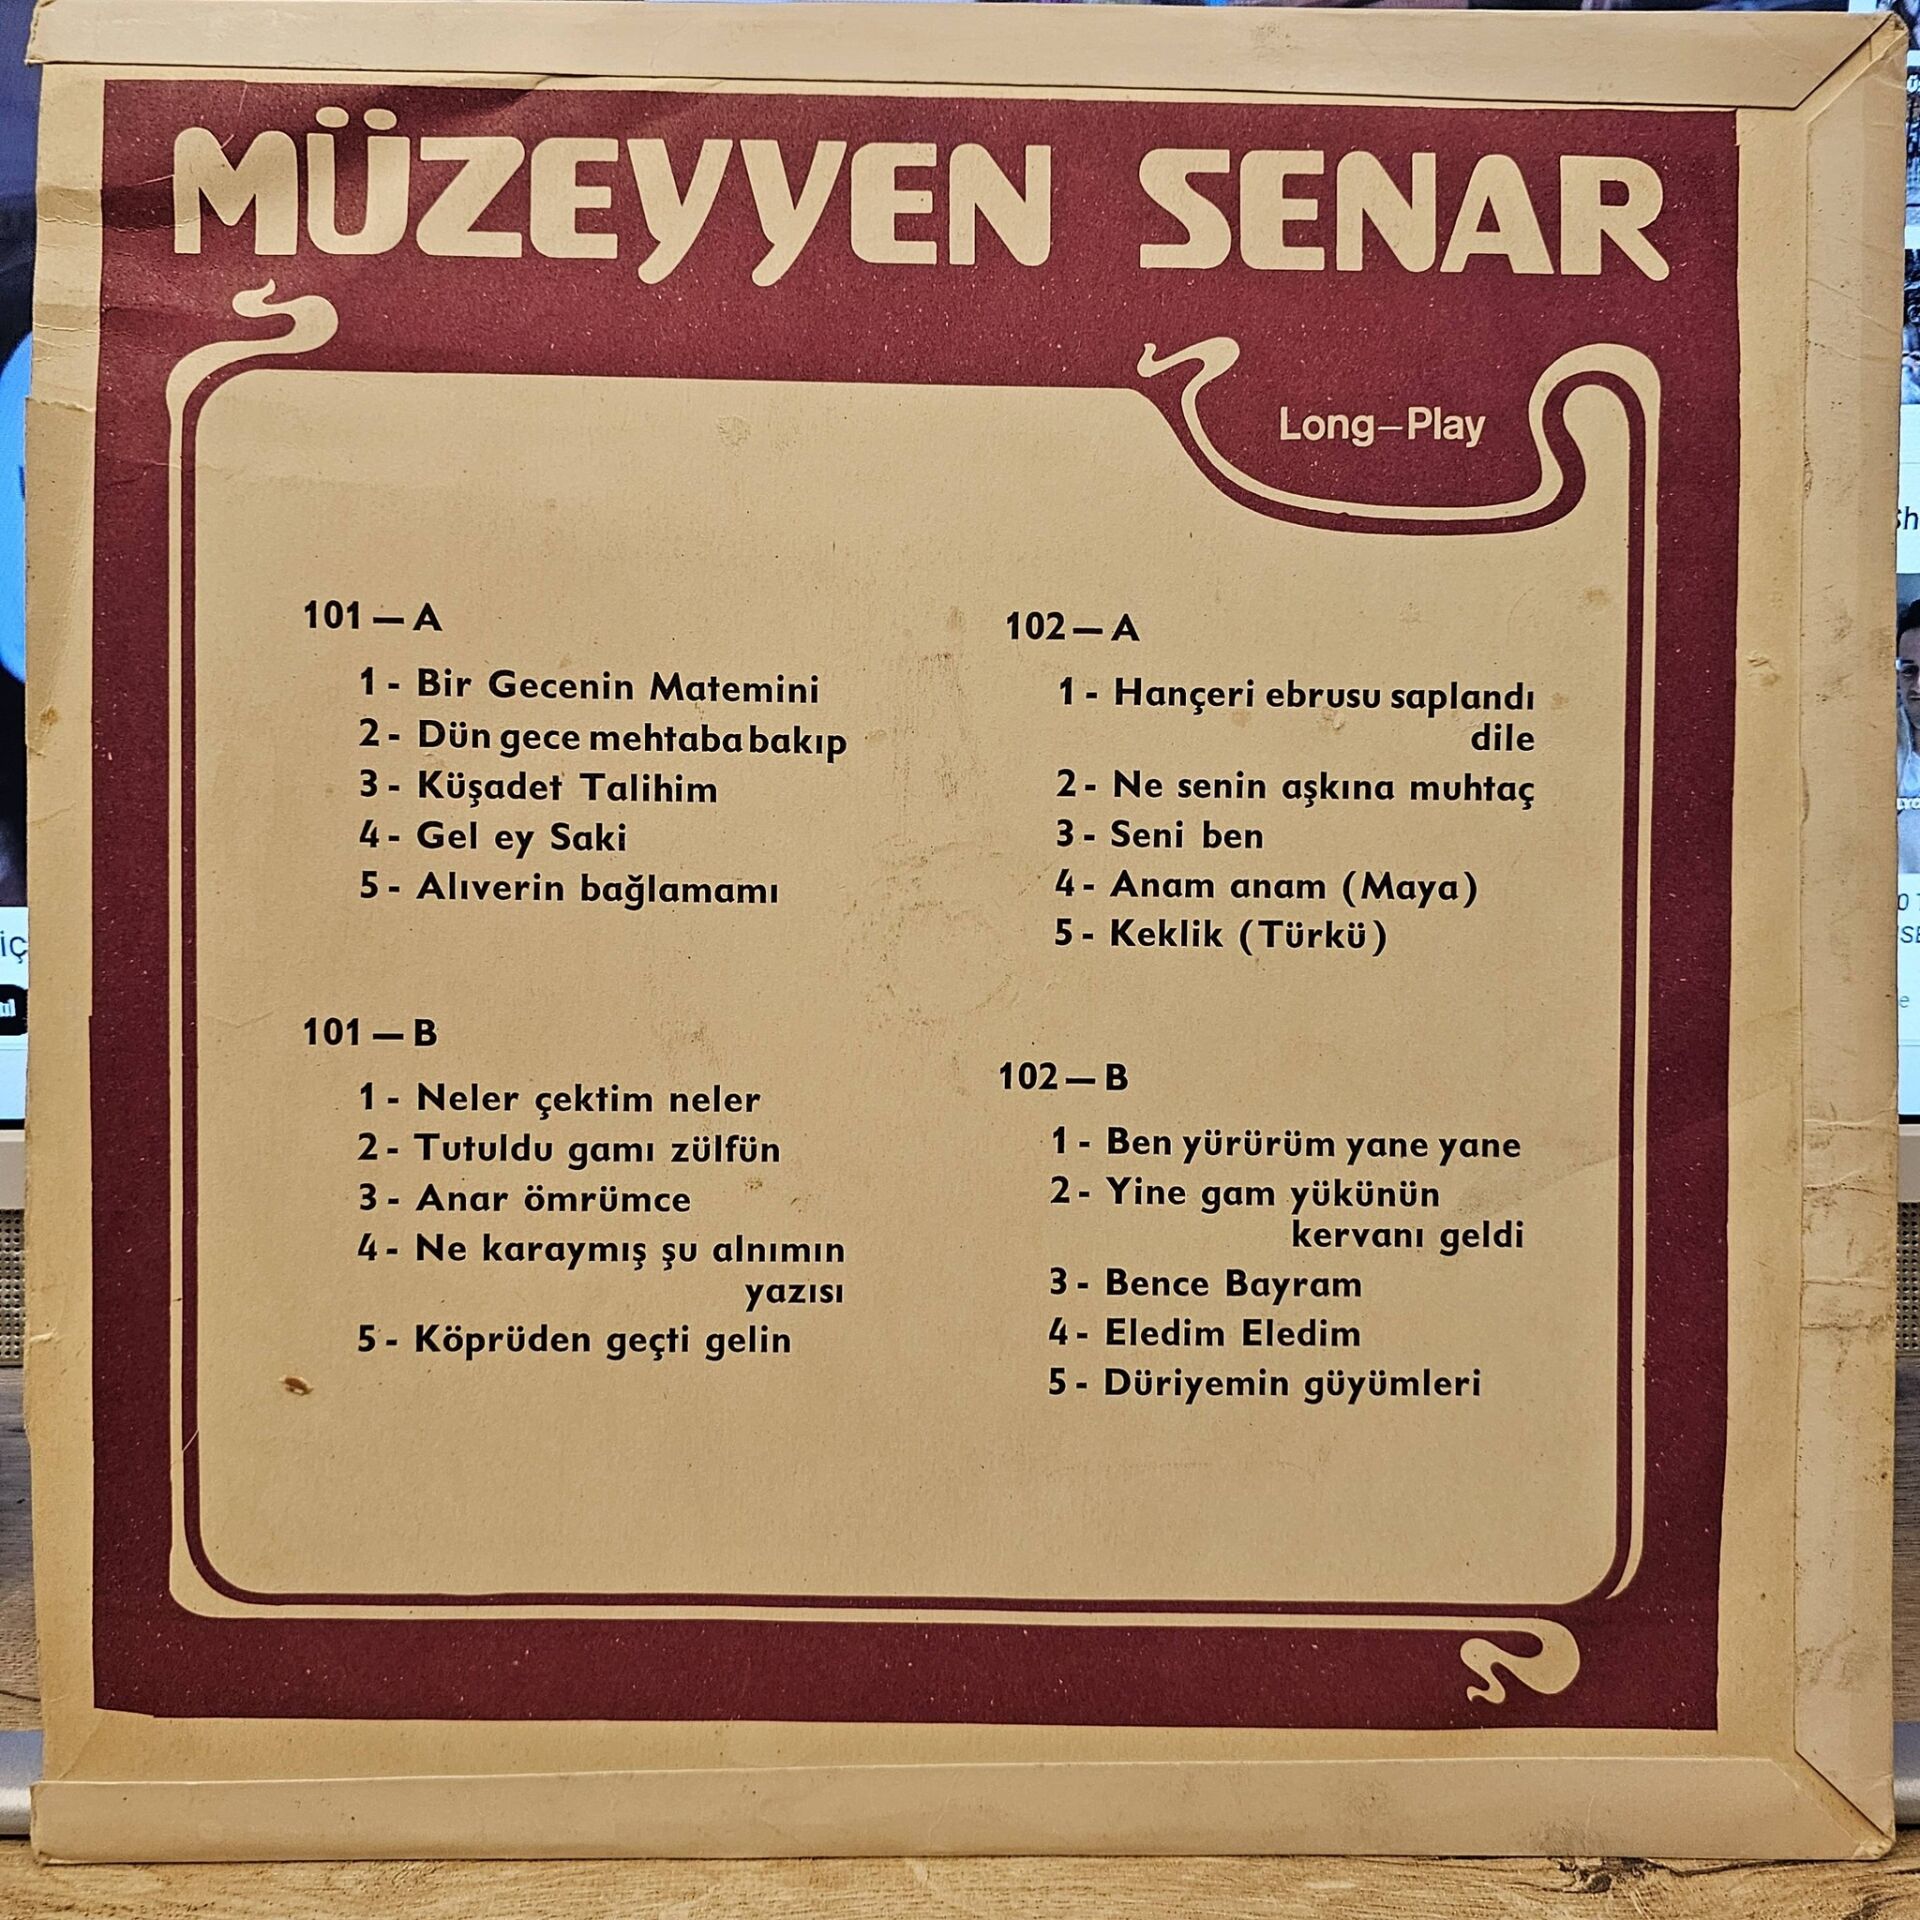 MÜZEYYEN SENAR
Long-Play
101 — A
1 - Bir Gecenin Matemini
2 - Dün gece mehtaba bakıp
3 - Küşadet Talihim
4 - Gel ey Saki
5 - Alıverin bağlamamı
101 — B
1 - Neler çektim neler
2 - Tutuldu gamı zülfün
3 - Anar ömrümce
4 - Ne karaymış şu alnımın
yazısı
5 - Köprüden geçti gelin
102 — A
1 - Hançeri ebrusu saplandı
dile
2 - Ne senin aşkına muhtaç
3 - Seni ben
4 - Anam anam (Maya)
5 - Keklik (Türkü)
102 — B
1 - Ben yürürüm yane yane
2 - Yine gam yükünün
kervanı geldi
3 - Bence Bayram
4 - Eledim Eledim
5 - Düriyemin güyümleri